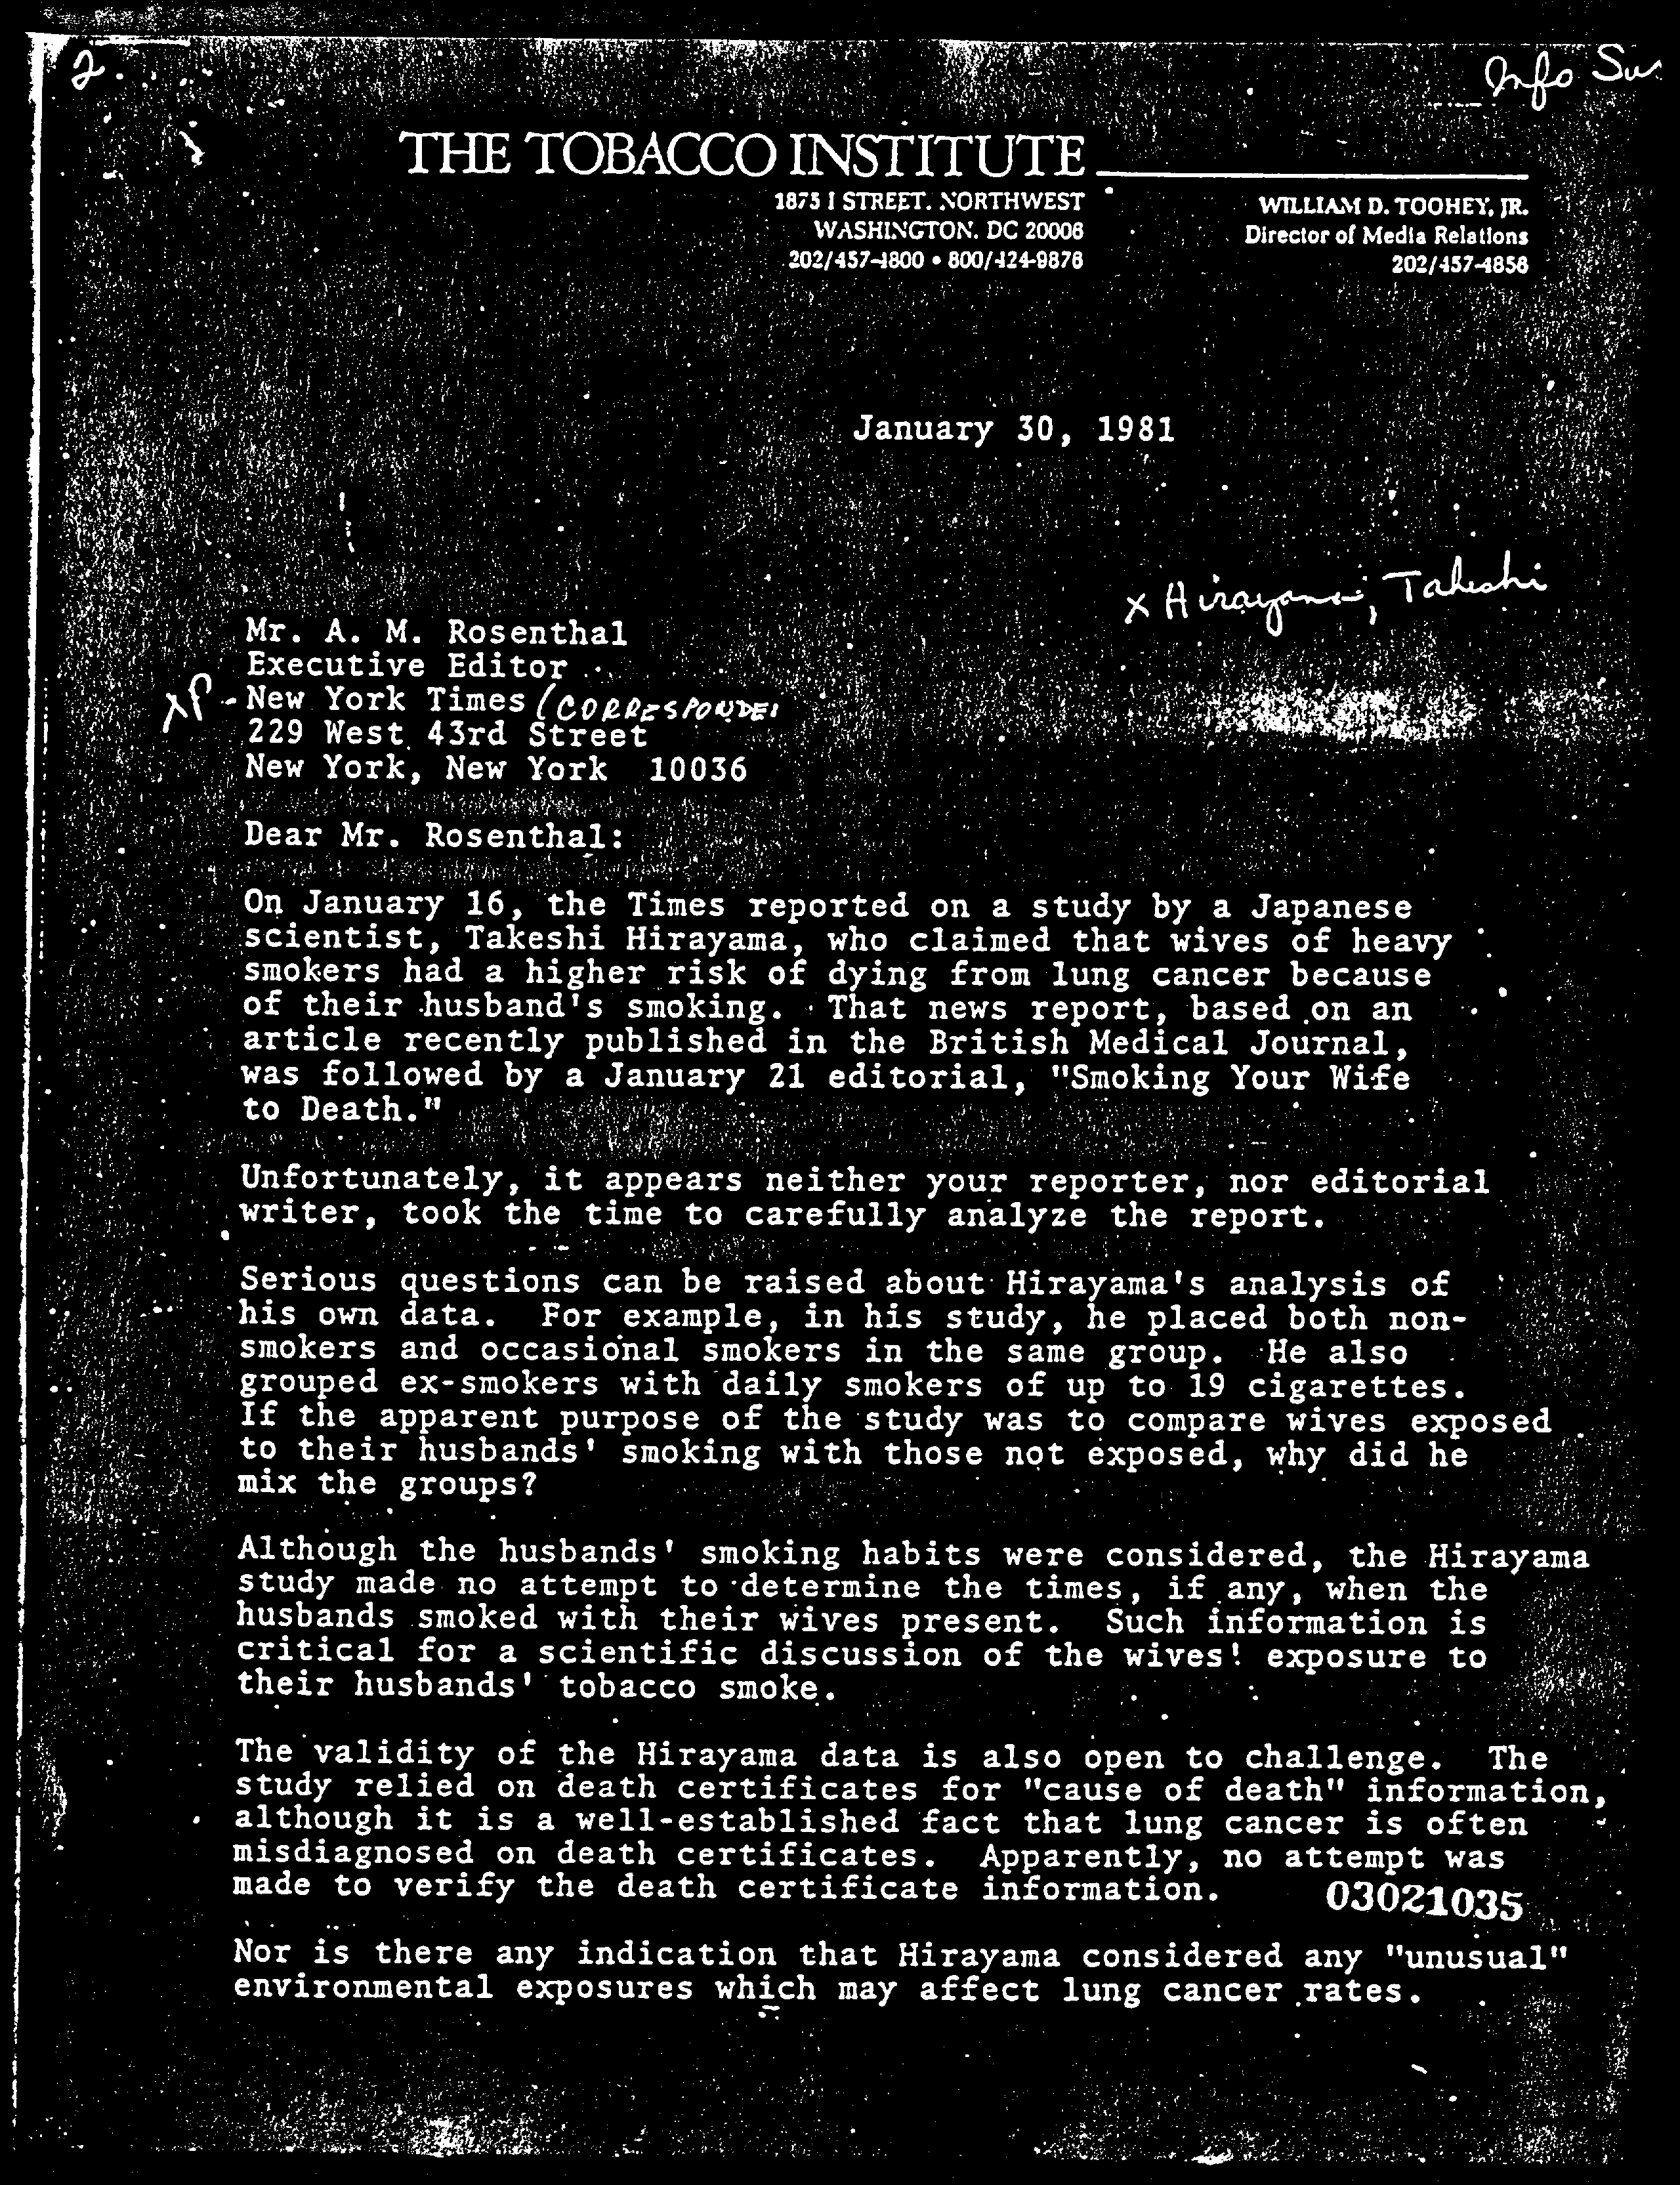 2.
Info
THE TOBACCO INSTITUTE
1875 I STREET. NORTHWEST
WASHINGTON. DC 20006
202/457-4800 • 800/424-9876
WILLIAM D. TOOHEY, JR.
Director of Media Relations
202/457-4856
January 30, 1981
x Hirayama, Takeshi
Mr. A. M. Rosenthal
Executive Editor
XP - New York Times (CORRESPONDE
229 West 43rd Street
New York, New York 10036
Dear Mr. Rosenthal:
On January 16, the Times reported on a study by a Japanese
scientist, Takeshi Hirayama, who claimed that wives of heavy
smokers had a higher risk of dying from lung cancer because
of their husband's smoking. That news report, based on an
article recently published in the British Medical Journal,
was followed by a January 21 editorial, "Smoking Your Wife
to Death."
Unfortunately, it appears neither your reporter, nor editorial
writer, took the time to carefully analyze the report.
Serious questions can be raised about Hirayama's analysis of
his own data. For example, in his study, he placed both non-
smokers and occasional smokers in the same group. He also
grouped ex-smokers with daily smokers of up to 19 cigarettes.
If the apparent purpose of the study was to compare wives exposed
to their husbands' smoking with those not exposed, why did he
mix the groups?
Although the husbands' smoking habits were considered, the Hirayama
study made no attempt to determine the times, if any, when the
husbands smoked with their wives present. Such information is
critical for a scientific discussion of the wives' exposure to
their husbands' tobacco smoke.
The validity of the Hirayama data is also open to challenge. The
study relied on death certificates for "cause of death" information,
although it is a well-established fact that lung cancer is often
misdiagnosed on death certificates. Apparently, no attempt was
made to verify the death certificate information.
03021035
Nor is there any indication that Hirayama considered any "unusual"
environmental exposures which may affect lung cancer rates.